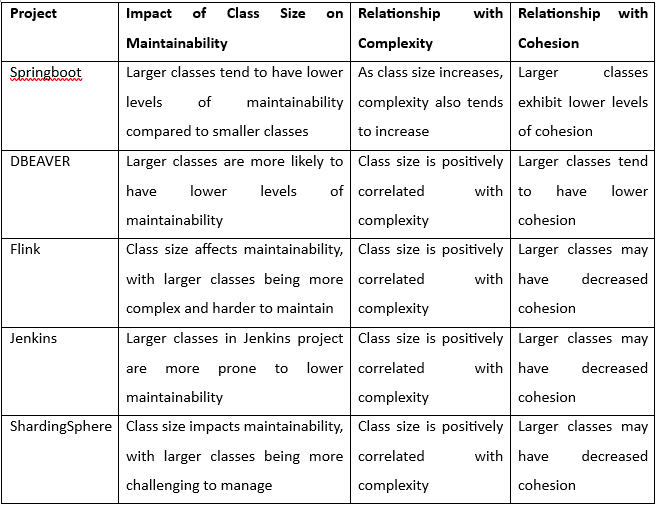 Project
Impact of Class Size on
Maintainability
Relationship with
Complexity
Relationship with
Cohesion
Springboot
Larger classes tend to have lower
levels of maintainability
compared to smaller classes
As class size increases,
complexity also tends
to increase
Larger classes
exhibit lower levels
of cohesion
DBEAVER
Larger classes are more likely to
have lower levels of
maintainability
Class size is positively
correlated with
complexity
Larger classes tend
to have lower
cohesion
Flink
Class size affects maintainability,
with larger classes being more
complex and harder to maintain
Class size is positively
correlated with
complexity
Larger classes may
have decreased
cohesion
Jenkins
Larger classes in Jenkins project
are more prone to lower
maintainability
Class size is positively
correlated with
complexity
Larger classes may
have decreased
cohesion
ShardingSphere
Class size impacts maintainability,
with larger classes being more
challenging to manage
Class size is positively
correlated with
complexity
Larger classes may
have decreased
cohesion